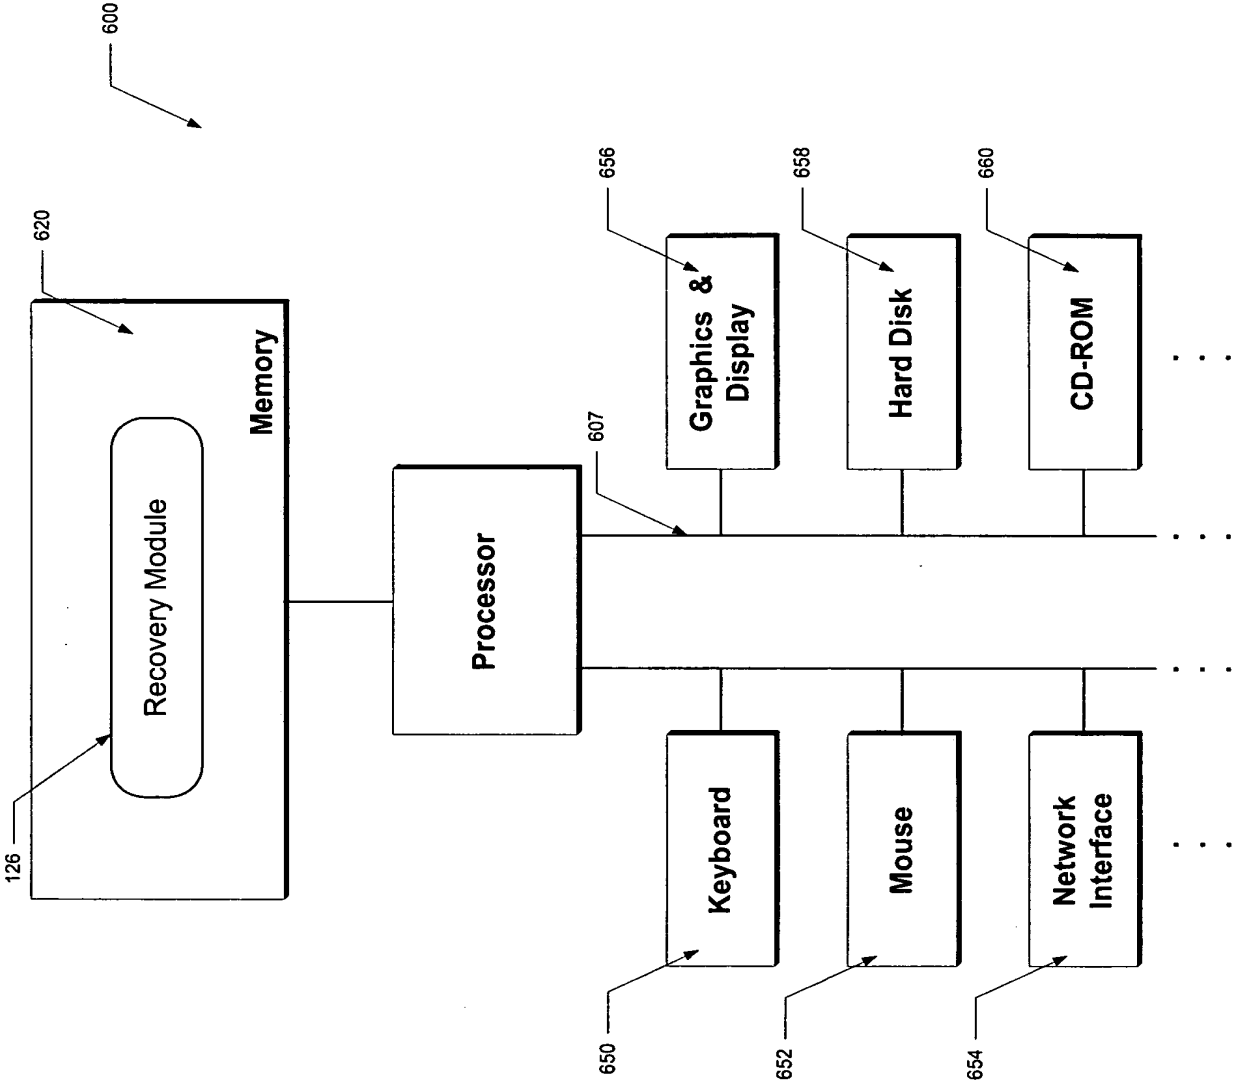 600
620
Memory
Recovery Module
126
Processor
607
656
Graphics &
Display
658
Hard Disk
660
CD-ROM
Keyboard
650
Mouse
652
Network
Interface
654
. . .
. . .
. . .
. . .